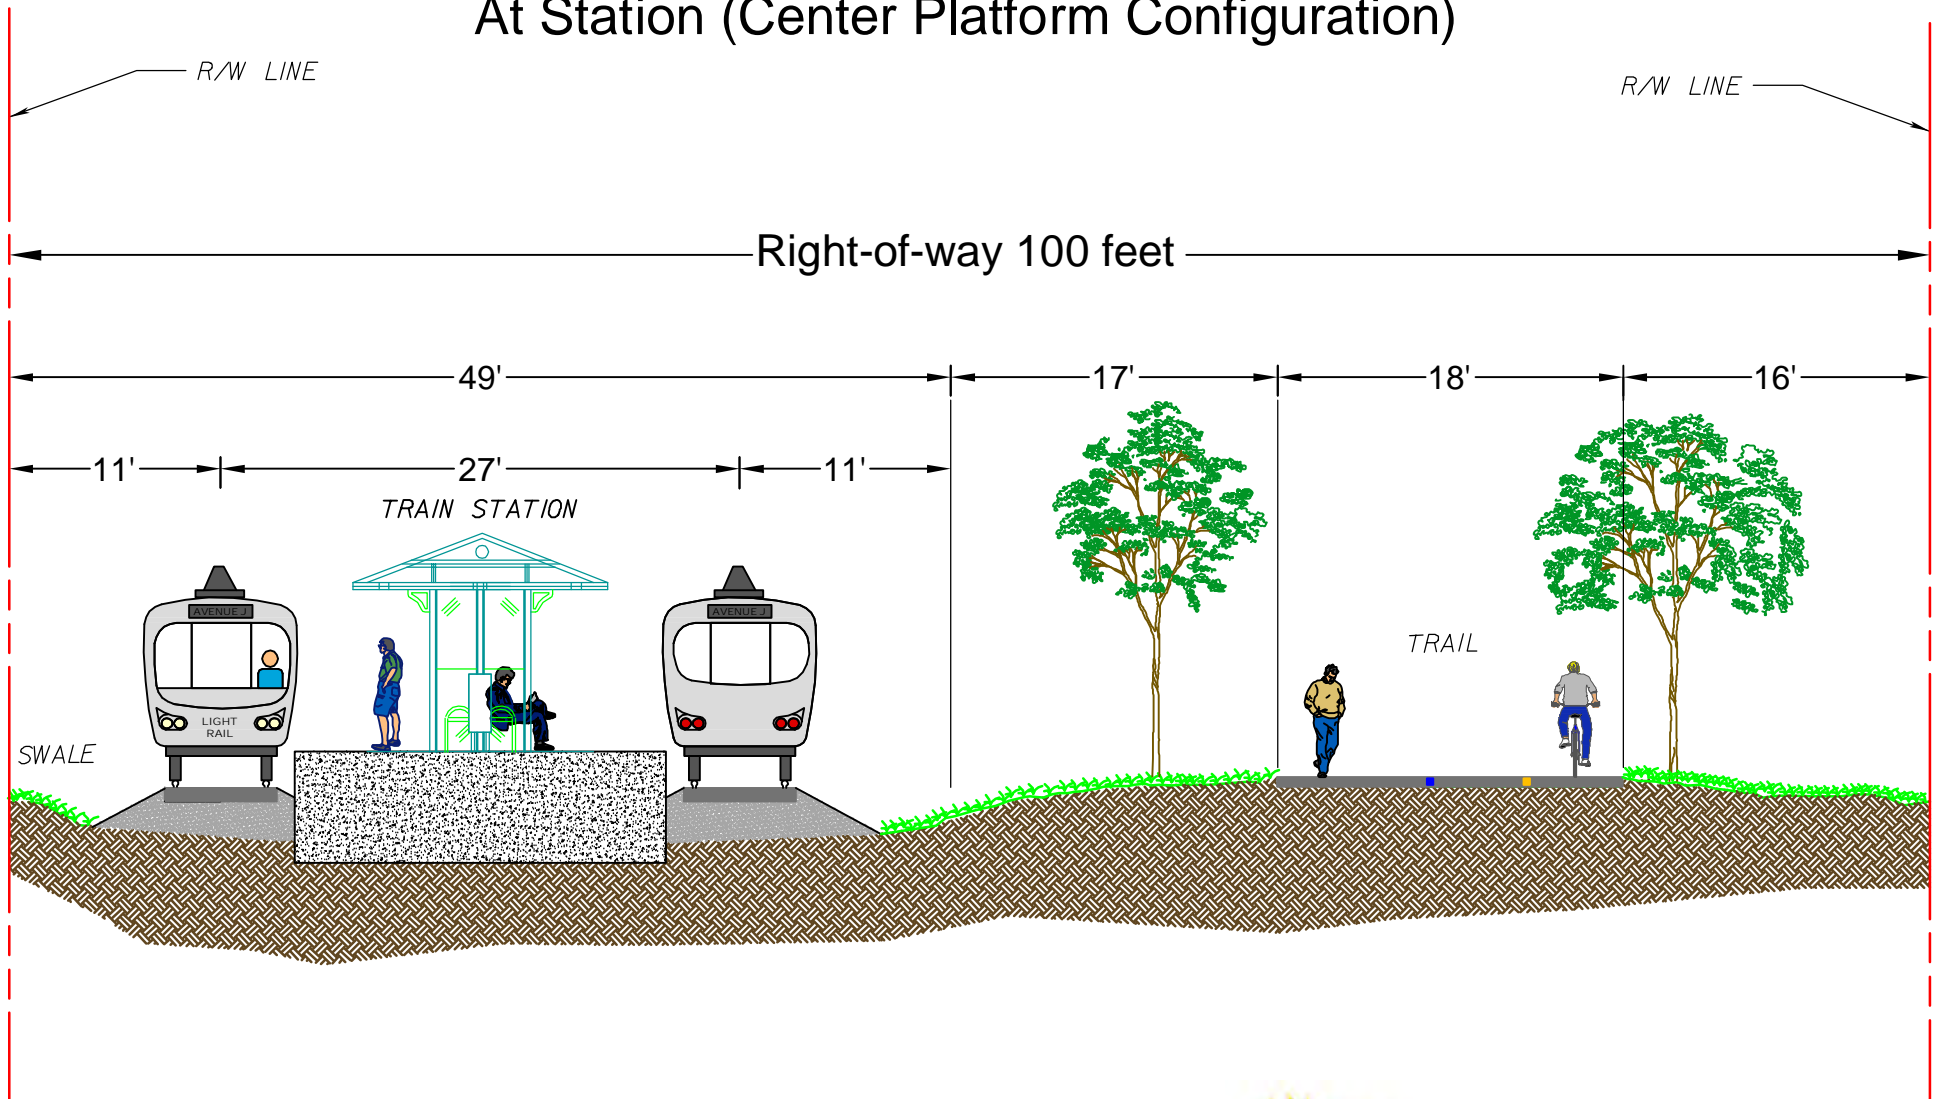 At Station (Center Platform Configuration)
R/W LINE
R/W LINE
Right-of-way 100 feet
49'
17'
18'
16'
11'
27'
11'
TRAIN STATION
AVENUE J
AVENUE J
TRAIL
LIGHT
RAIL
SWALE